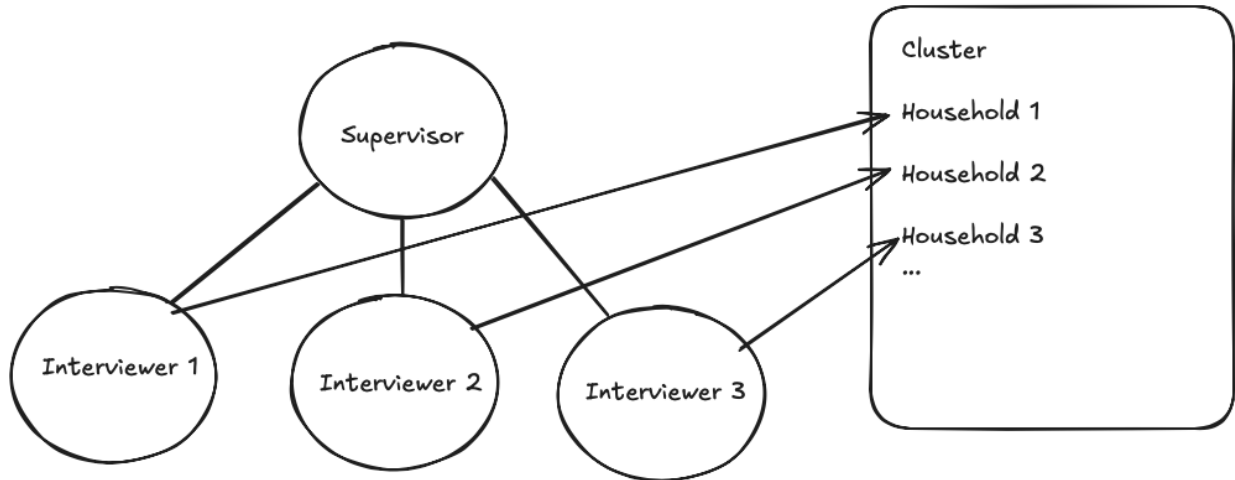 Supervisor
Interviewer 1
Interviewer 2
Interviewer 3
Cluster
Household 1
Household 2
Household 3
...